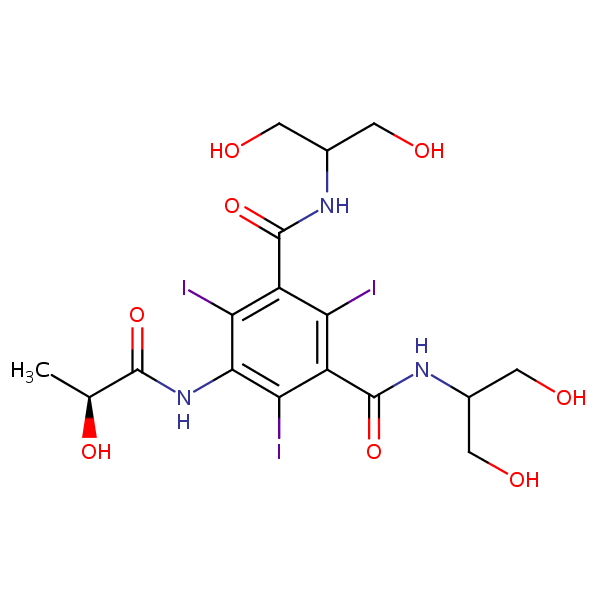 HO OH
O NH
I I
O
H
H₃C N
N OH
H
OH I O OH